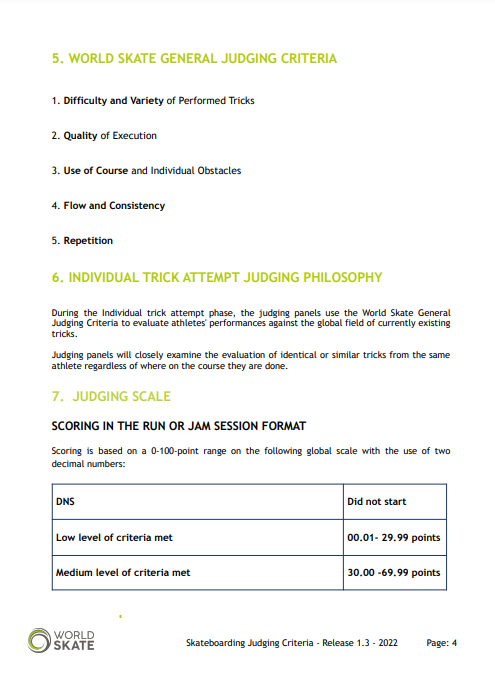 5. WORLD SKATE GENERAL JUDGING CRITERIA
1. Difficulty and Variety of Performed Tricks
2. Quality of Execution
3. Use of Course and Individual Obstacles
4. Flow and Consistency
5. Repetition
6. INDIVIDUAL TRICK ATTEMPT JUDGING PHILOSOPHY
During the Individual trick attempt phase, the judging panels use the World Skate General
Judging Criteria to evaluate athletes' performances against the global field of currently existing
tricks.
Judging panels will closely examine the evaluation of identical or similar tricks from the same
athlete regardless of where on the course they are done.
7. JUDGING SCALE
SCORING IN THE RUN OR JAM SESSION FORMAT
Scoring is based on a 0-100-point range on the following global scale with the use of two
decimal numbers:
DNS Did not start
Low level of criteria met 00.01- 29.99 points
Medium level of criteria met 30.00 -69.99 points
WORLD
SKATE
Skateboarding Judging Criteria - Release 1.3 - 2022 Page: 4